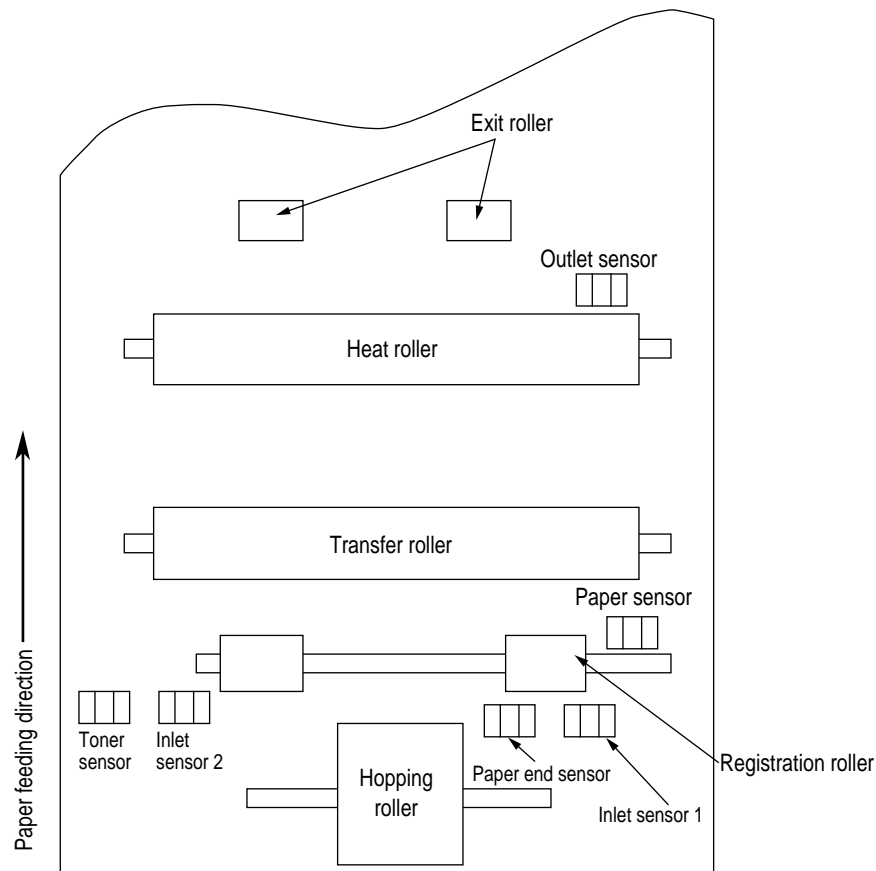 Exit roller
Outlet sensor
Heat roller
Transfer roller
Paper sensor
Paper feeding direction
Toner
sensor
Inlet
sensor 2
Hopping
roller
Paper end sensor
Registration roller
Inlet sensor 1